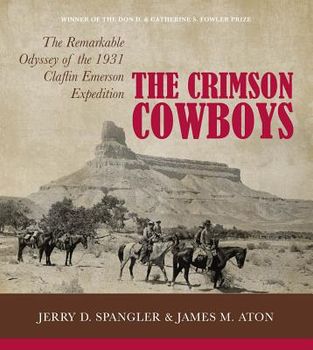 WINNER OF THE DON D. & CATHERINE S. FOWLER PRIZE
The Remarkable
Odyssey of the 1931
Claflin Emerson
Expedition
THE CRIMSON
COWBOYS
JERRY D. SPANGLER & JAMES M. ATON